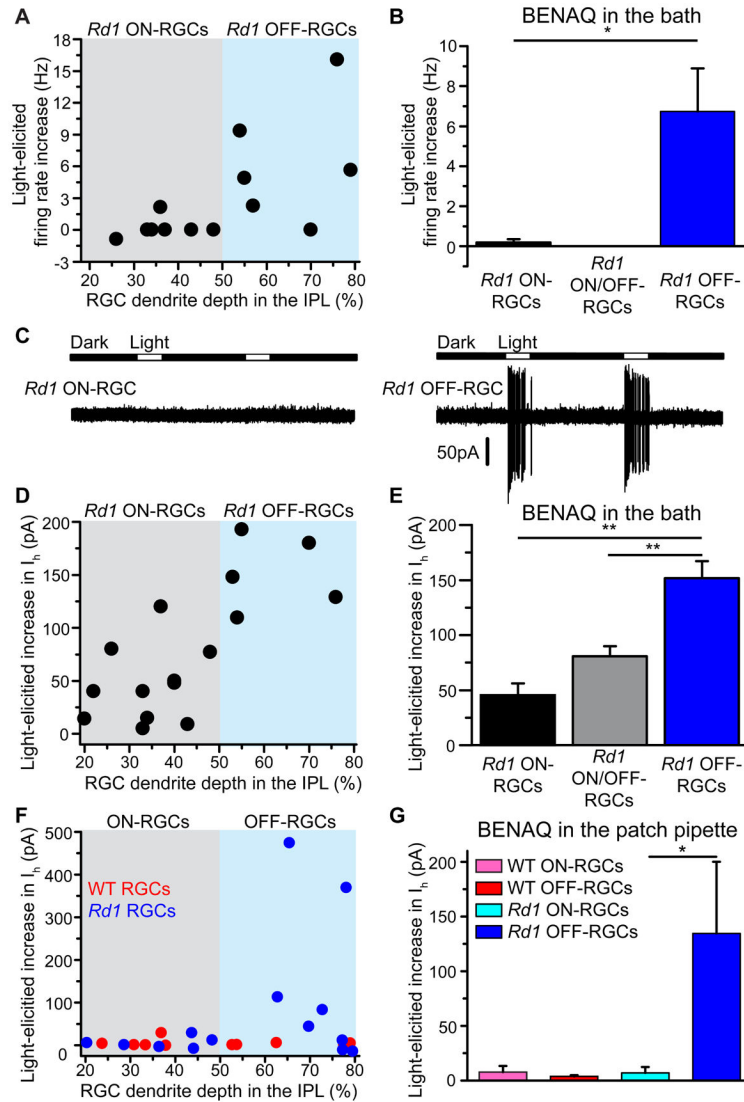 A
Rd1 ON-RGCs Rd1 OFF-RGCs
Light-elicited
firing rate increase (Hz)
18
15
12
9
6
3
0
-3
20 30 40 50 60 70 80
RGC dendrite depth in the IPL (%)
B
BENAQ in the bath
*
Light-elicited
firing rate increase (Hz)
10
8
6
4
2
0
Rd1 ON-
RGCs
Rd1
ON/OFF-
RGCs
Rd1 OFF-
RGCs
C
Dark Light
Rd1 ON-RGC
Dark Light
Rd1 OFF-RGC
50pA
D
Rd1 ON-RGCs Rd1 OFF-RGCs
Light-elicitied increase in Ih (pA)
200
150
100
50
0
20 30 40 50 60 70 80
RGC dendrite depth in the IPL (%)
E
BENAQ in the bath
**
**
Light-elicitied increase in Ih (pA)
200
150
100
50
0
Rd1 ON-
RGCs
Rd1
ON/OFF-
RGCs
Rd1 OFF-
RGCs
F
ON-RGCs OFF-RGCs
WT RGCs
Rd1 RGCs
Light-elicitied increase in Ih (pA)
500
400
300
200
100
0
20 30 40 50 60 70 80
RGC dendrite depth in the IPL (%)
G
BENAQ in the patch pipette
*
WT ON-RGCs
WT OFF-RGCs
Rd1 ON-RGCs
Rd1 OFF-RGCs
Light-elicitied increase in Ih (pA)
200
150
100
50
0